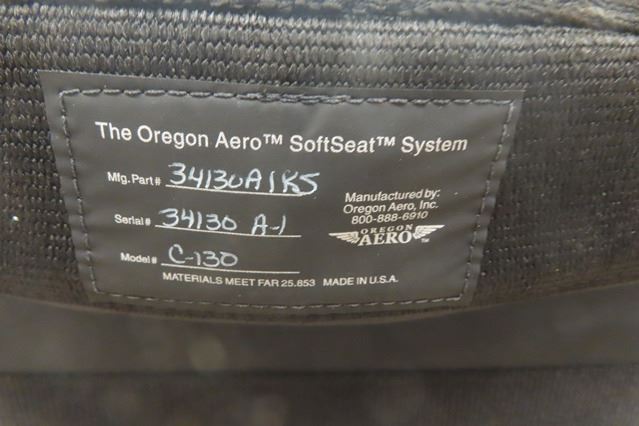 The Oregon Aero™ SoftSeat™ System
Mfg. Part# 34130A1KS
Serial# 34130 A-1
Model# C-130
Manufactured by:
Oregon Aero, Inc.
800-888-6910
OREGON
AERO™
MATERIALS MEET FAR 25.853 MADE IN U.S.A.